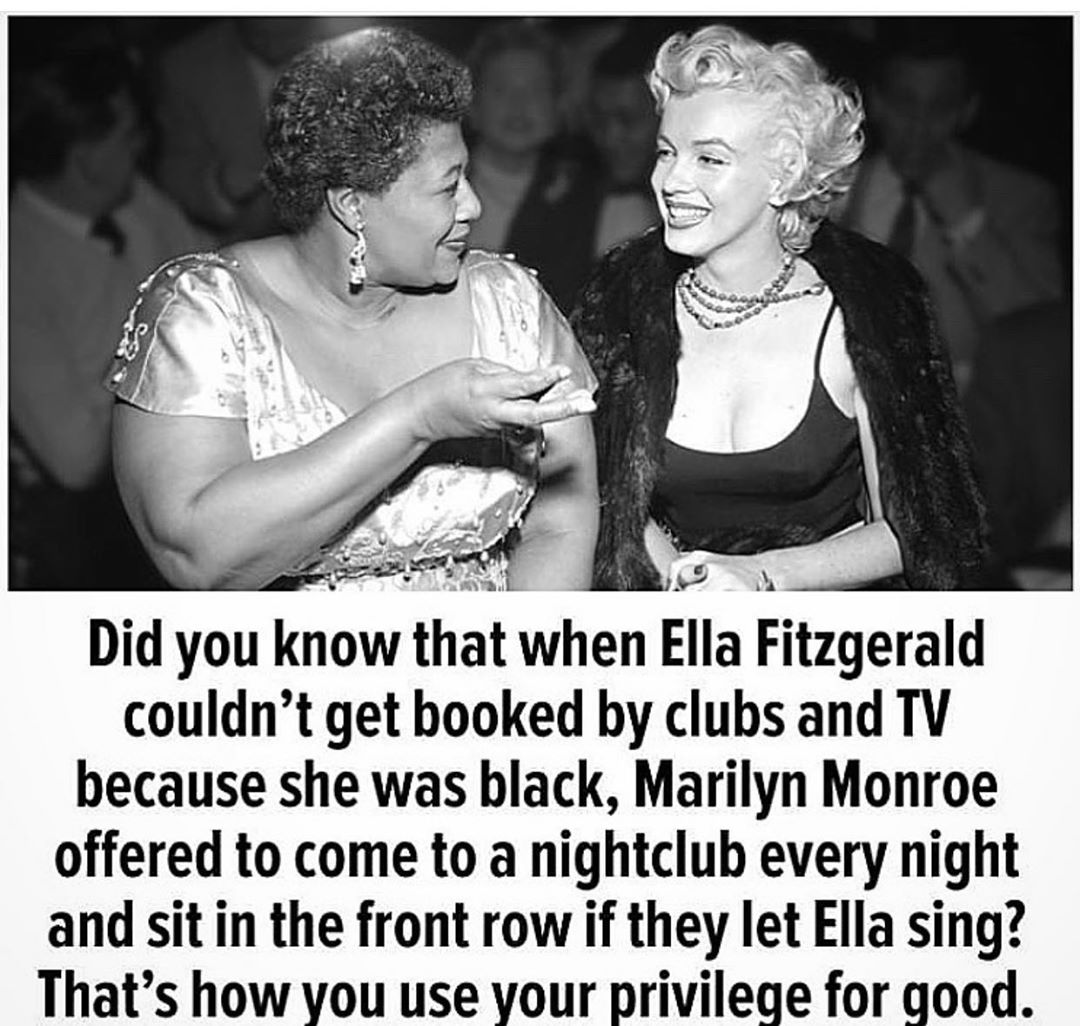 Did you know that when Ella Fitzgerald
couldn’t get booked by clubs and TV
because she was black, Marilyn Monroe
offered to come to a nightclub every night
and sit in the front row if they let Ella sing?
That’s how you use your privilege for good.